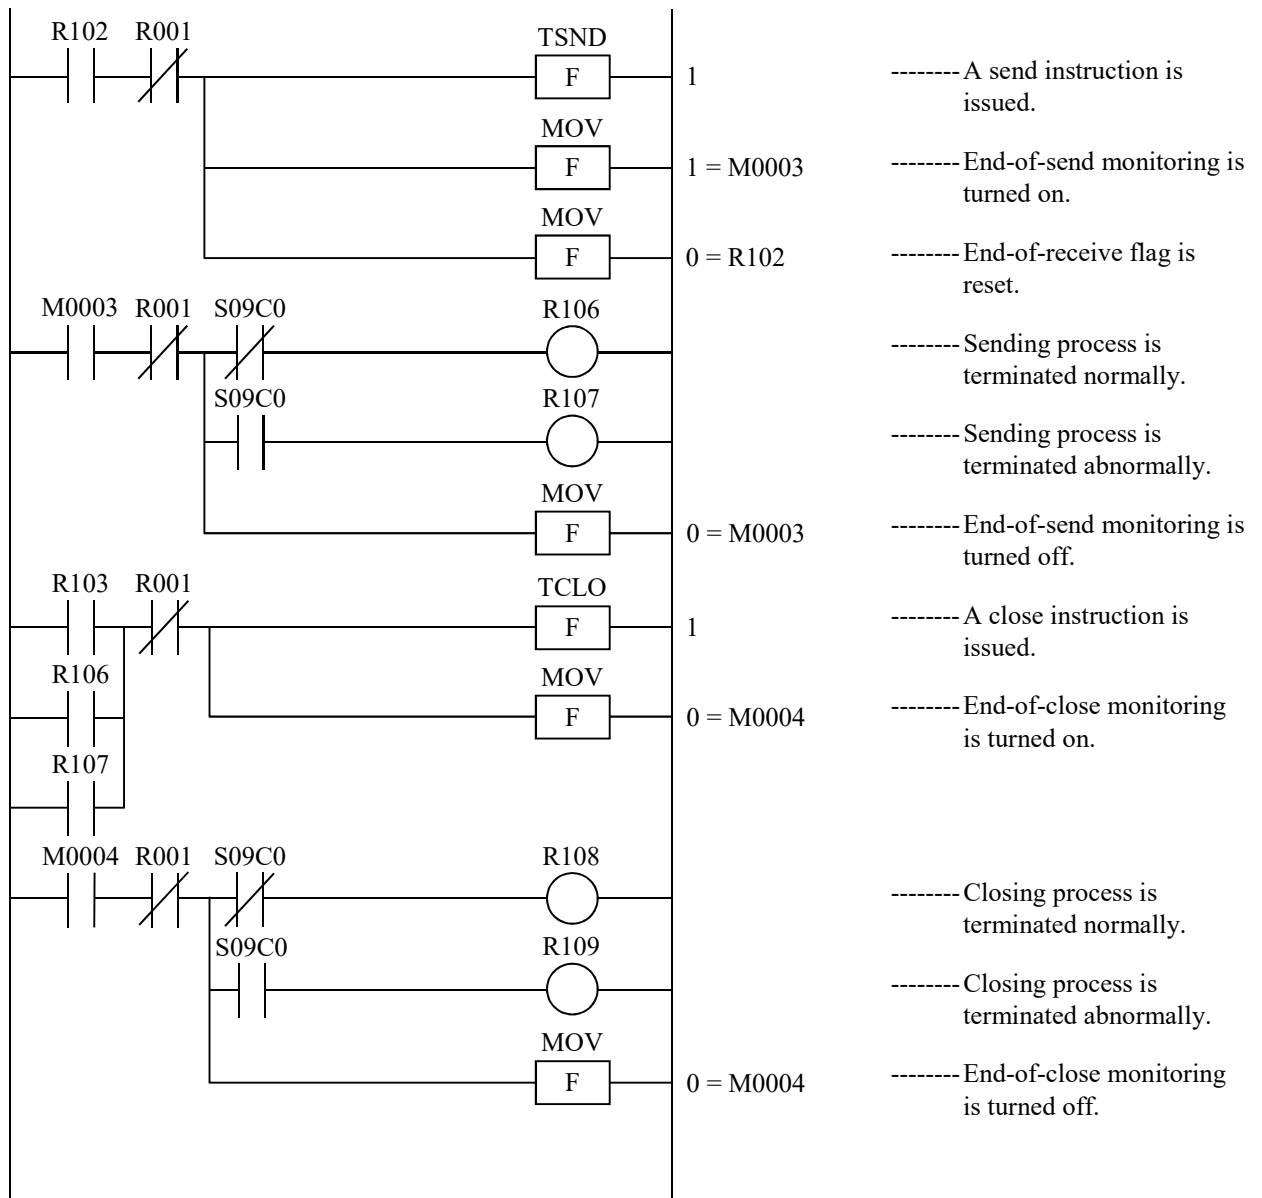 R102 R001 TSND
F 1 -------- A send instruction is
issued.
MOV
F 1 = M0003 -------- End-of-send monitoring is
turned on.
MOV
F 0 = R102 -------- End-of-receive flag is
reset.
M0003 R001 S09C0 R106
-------- Sending process is
terminated normally.
S09C0 R107
-------- Sending process is
terminated abnormally.
MOV
F 0 = M0003 -------- End-of-send monitoring is
turned off.
R103 R001 TCLO
F 1 -------- A close instruction is
issued.
R106 MOV
F 0 = M0004 -------- End-of-close monitoring
is turned on.
R107
M0004 R001 S09C0 R108
-------- Closing process is
terminated normally.
S09C0 R109
-------- Closing process is
terminated abnormally.
MOV
F 0 = M0004 -------- End-of-close monitoring
is turned off.